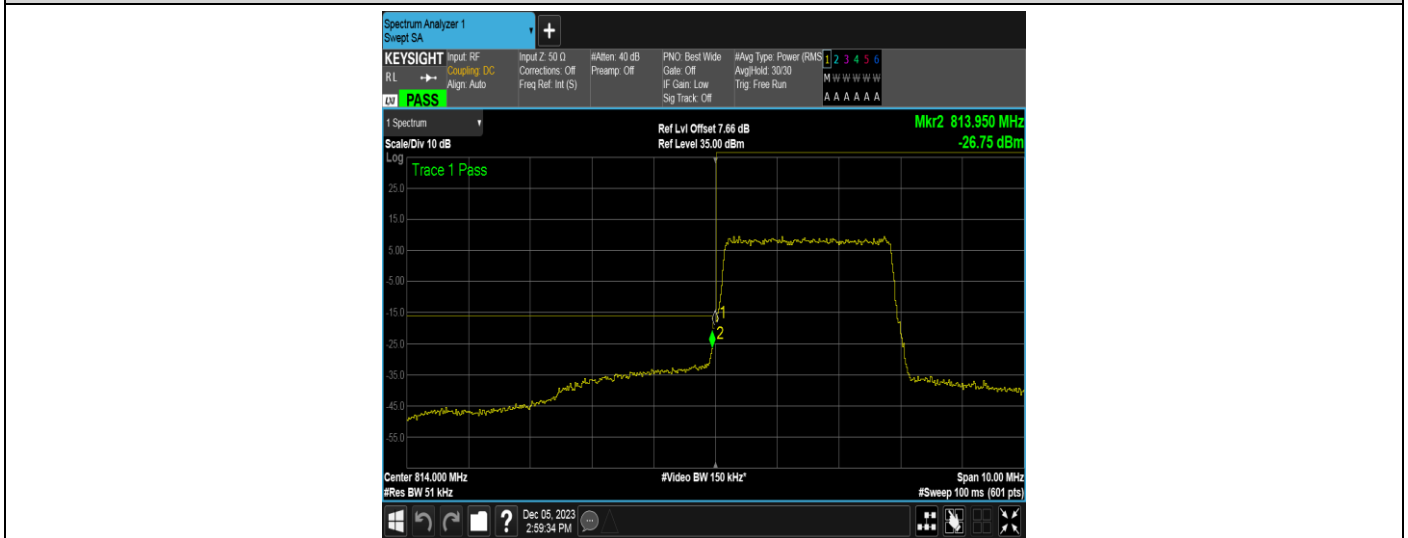 Spectrum Analyzer 1
Swept SA
+
KEYSIGHT
RL
LXI PASS
Input: RF
Coupling: DC
Align: Auto
Input Z: 50 Ω
Corrections: Off
Freq Ref: Int (S)
#Atten: 40 dB
Preamp: Off
PNO: Best Wide
Gate: Off
IF Gain: Low
Sig Track: Off
#Avg Type: Power (RMS
Avg|Hold: 30/30
Trig: Free Run
1 2 3 4 5 6
M W W W W W
A A A A A A
1 Spectrum
Scale/Div 10 dB
Ref Lvl Offset 7.66 dB
Ref Level 35.00 dBm
Mkr2 813.950 MHz
-26.75 dBm
Log
Trace 1 Pass
25.0
15.0
5.00
-5.00
-15.0
-25.0
-35.0
-45.0
-55.0
1
2
Center 814.000 MHz
#Res BW 51 kHz
#Video BW 150 kHz*
Span 10.00 MHz
#Sweep 100 ms (601 pts)
?
Dec 05, 2023
2:59:34 PM